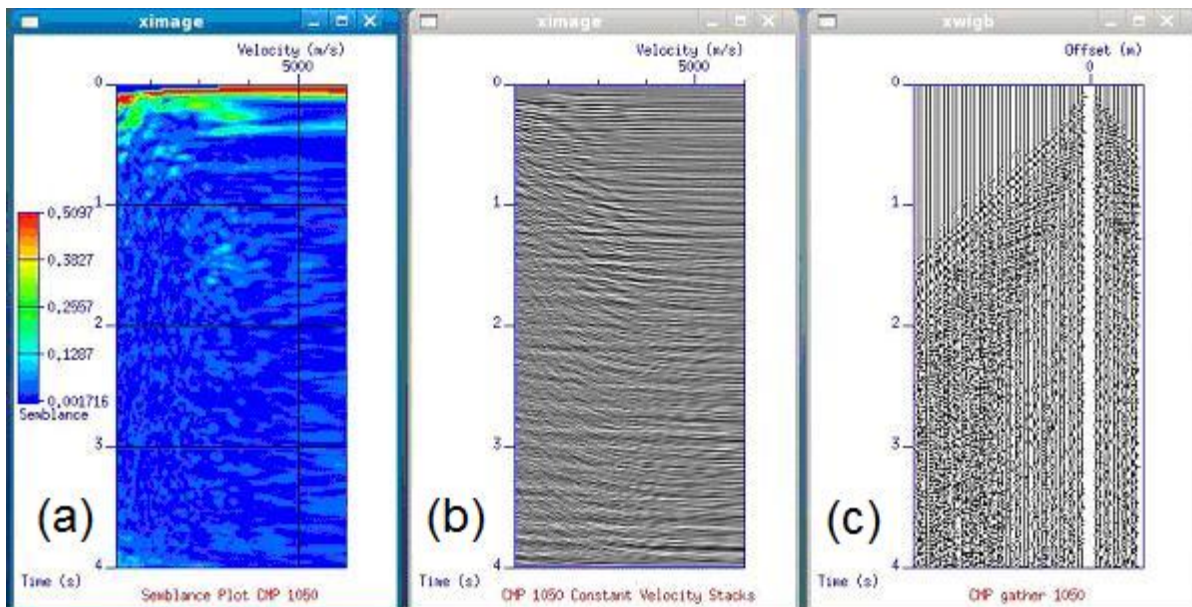 ximage
Velocity (m/s)
5000
0
1
2
3
4
0.5097
0.3827
0.2557
0.1287
0.001716
Semblance
(a)
Time (s)
Semblance Plot CMP 1050
ximage
Velocity (m/s)
5000
0
1
2
3
4
(b)
Time (s)
CMP 1050 Constant Velocity Stacks
xwigb
Offset (m)
0
0
1
2
3
4
(c)
Time (s)
CMP gather 1050